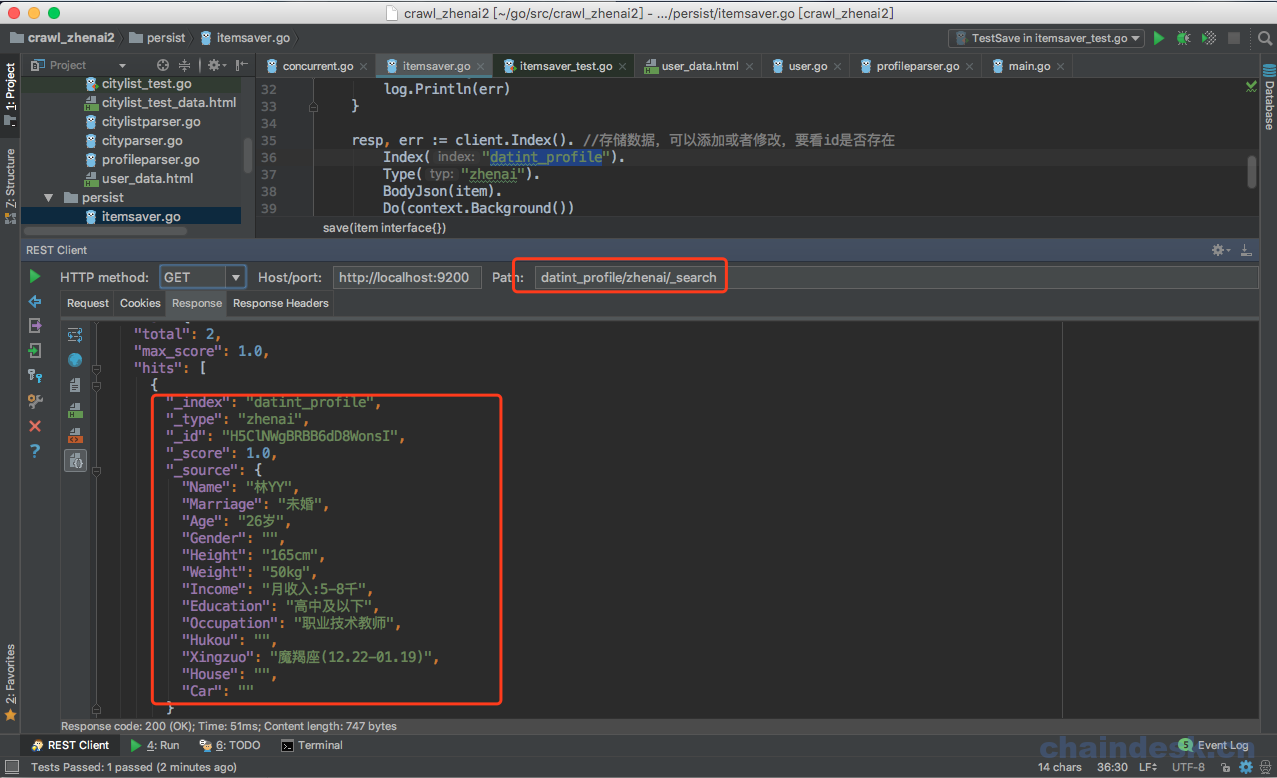 crawl_zhenai2 [~/go/src/crawl_zhenai2] - .../persist/itemsaver.go [crawl_zhenai2]
crawl_zhenai2 persist itemsaver.go TestSave in itemsaver_test.go
1: Project
Z: Structure
2: Favorites
Database
Project
concurrent.go itemsaver.go itemsaver_test.go user_data.html user.go profileparser.go main.go
citylist_test.go
citylist_test_data.html
citylistparser.go
cityparser.go
profileparser.go
user_data.html
persist
itemsaver.go
32 log.Println(err)
33 }
34
35 resp, err := client.Index(). //存储数据，可以添加或者修改，要看id是否存在
36 Index( index: "datint_profile").
37 Type( typ: "zhenai").
38 BodyJson(item).
39 Do(context.Background())
save(item interface{})
REST Client
HTTP method: GET Host/port: http://localhost:9200 Path: datint_profile/zhenai/_search
Request Cookies Response Response Headers
"total": 2,
"max_score": 1.0,
"hits": [
{
"_index": "datint_profile",
"_type": "zhenai",
"_id": "H5ClNWgBRBB6dD8WonsI",
"_score": 1.0,
"_source": {
"Name": "林YY",
"Marriage": "未婚",
"Age": "26岁",
"Gender": "",
"Height": "165cm",
"Weight": "50kg",
"Income": "月收入:5-8千",
"Education": "高中及以下",
"Occupation": "职业技术教师",
"Hukou": "",
"Xingzuo": "魔羯座(12.22-01.19)",
"House": "",
"Car": ""
}
Response code: 200 (OK); Time: 51ms; Content length: 747 bytes
REST Client 4: Run 6: TODO Terminal 5 Event Log
chaindesk.cn
Tests Passed: 1 passed (2 minutes ago) 14 chars 36:30 LF UTF-8